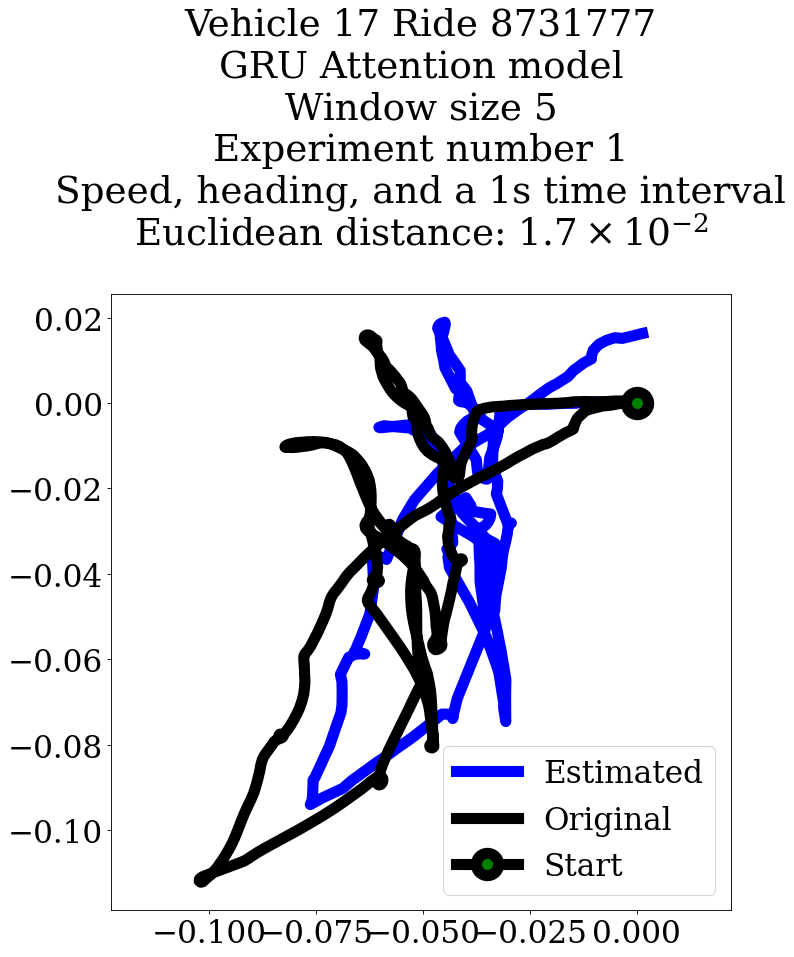 Vehicle 17 Ride 8731777
GRU Attention model
Window size 5
Experiment number 1
Speed, heading, and a 1s time interval
Euclidean distance: 1.7 × 10⁻²
0.02
0.00
−0.02
−0.04
−0.06
−0.08
−0.10
Estimated
Original
Start
−0.100 −0.075 −0.050 −0.025 0.000